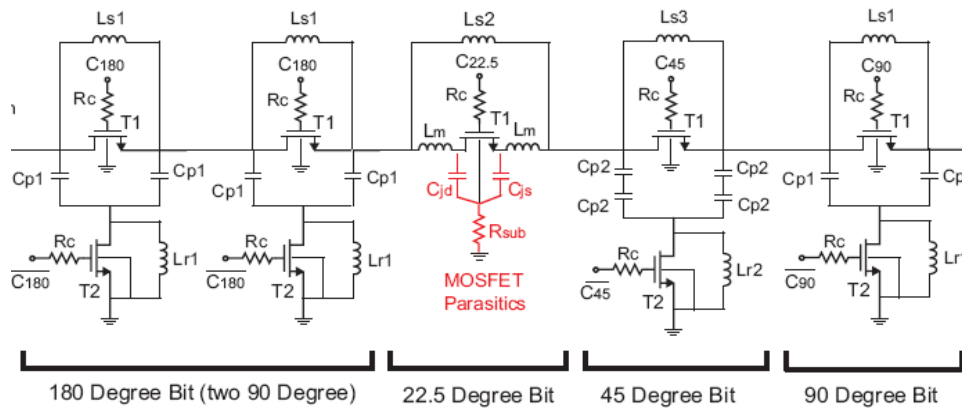 Ls1 Ls1 Ls2 Ls3 Ls1
C180 C180 C22.5 C45 C90
Rc Rc Rc Rc Rc
T1 T1 Lm T1 Lm T1 T1
Cp1 Cp1 Cp1 Cp1 Cjd Cjs Cp2 Cp2 Cp1
Cp2 Cp2
Rsub
Rc Lr1 Rc Lr1 Rc Lr2 Rc
C180 T2 C180 T2 C45 T2 C90 T2
MOSFET
Parasitics
180 Degree Bit (two 90 Degree) 22.5 Degree Bit 45 Degree Bit 90 Degree Bit